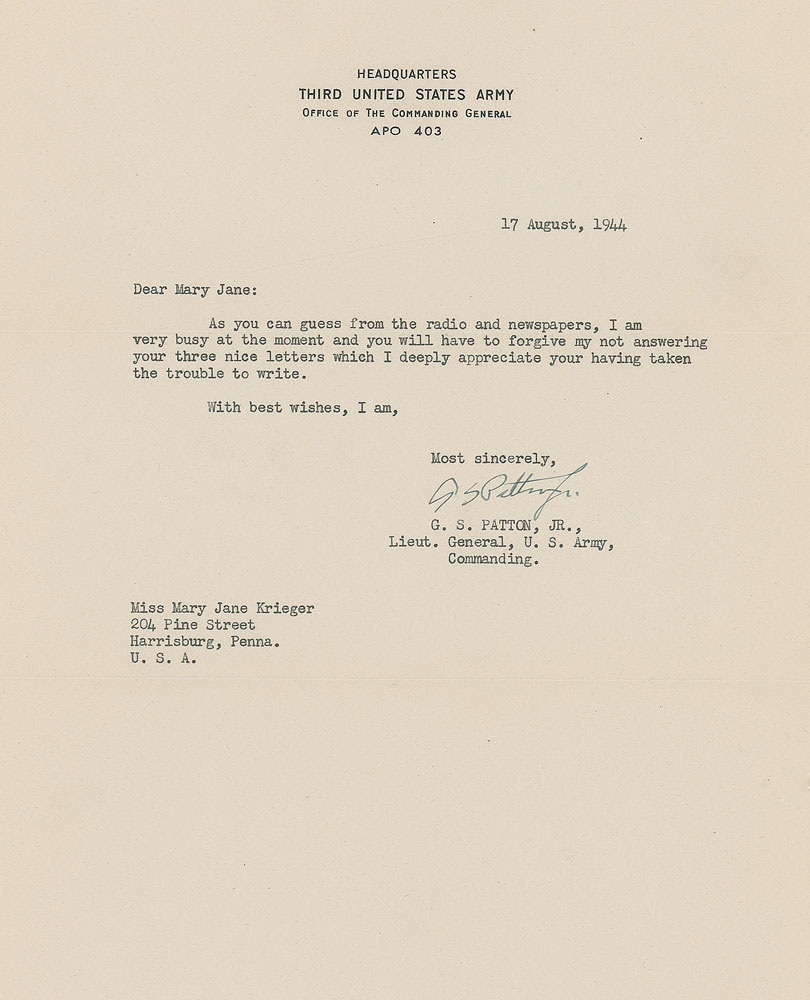 HEADQUARTERS
THIRD UNITED STATES ARMY
OFFICE OF THE COMMANDING GENERAL
APO 403
17 August, 1944
Dear Mary Jane:
As you can guess from the radio and newspapers, I am
very busy at the moment and you will have to forgive my not answering
your three nice letters which I deeply appreciate your having taken
the trouble to write.
With best wishes, I am,
Most sincerely,
G S Patton Jr.
G. S. PATTON, JR.,
Lieut. General, U. S. Army,
Commanding.
Miss Mary Jane Krieger
204 Pine Street
Harrisburg, Penna.
U. S. A.